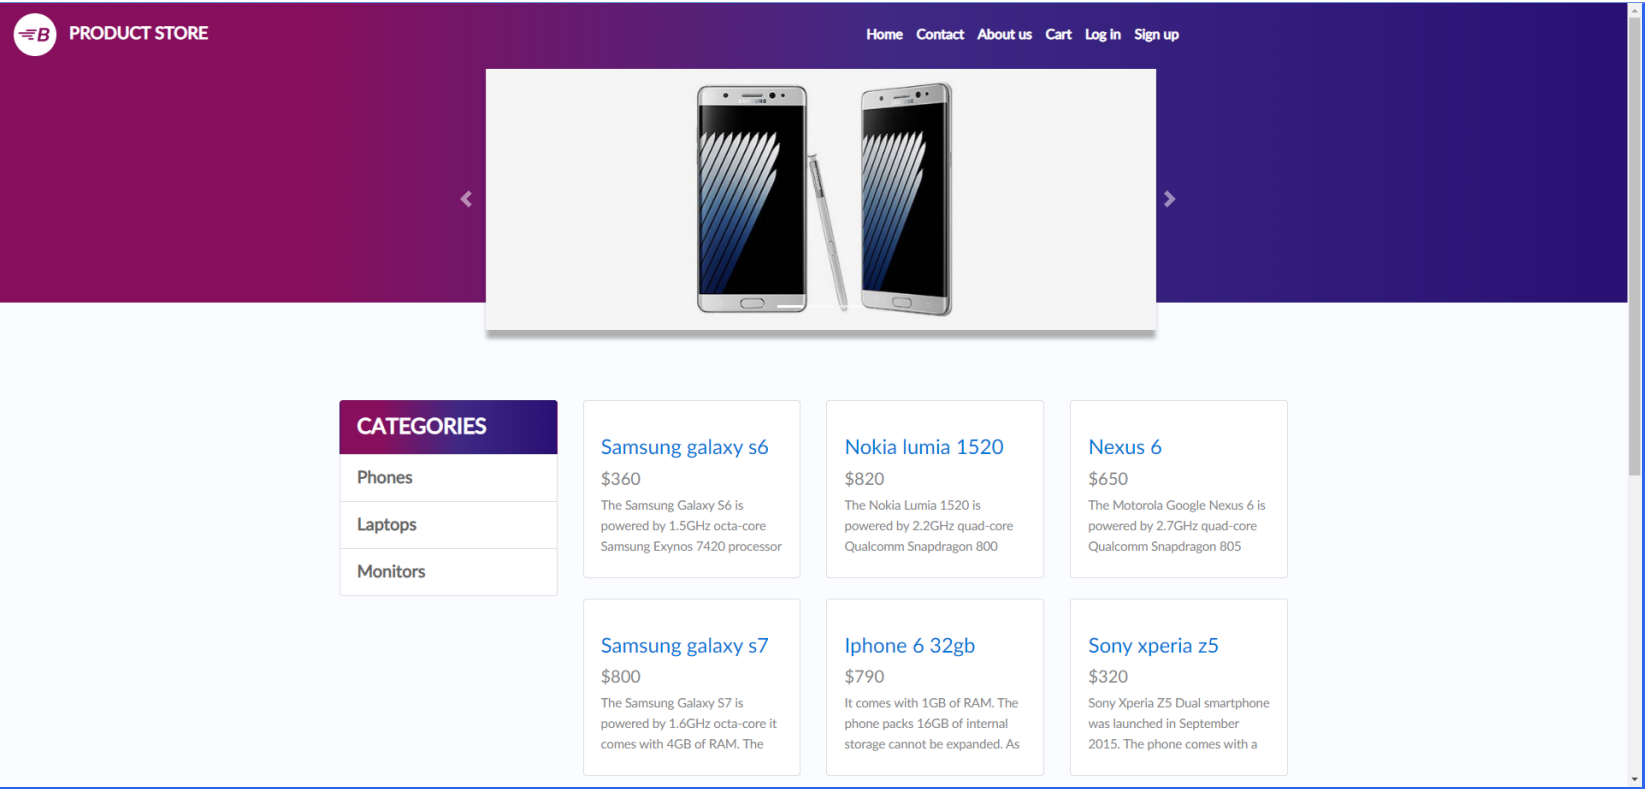 B PRODUCT STORE
Home Contact About us Cart Log in Sign up
SAMSUNG
CATEGORIES
Phones
Laptops
Monitors
Samsung galaxy s6
$360
The Samsung Galaxy S6 is
powered by 1.5GHz octa-core
Samsung Exynos 7420 processor
Nokia lumia 1520
$820
The Nokia Lumia 1520 is
powered by 2.2GHz quad-core
Qualcomm Snapdragon 800
Nexus 6
$650
The Motorola Google Nexus 6 is
powered by 2.7GHz quad-core
Qualcomm Snapdragon 805
Samsung galaxy s7
$800
The Samsung Galaxy S7 is
powered by 1.6GHz octa-core it
comes with 4GB of RAM. The
Iphone 6 32gb
$790
It comes with 1GB of RAM. The
phone packs 16GB of internal
storage cannot be expanded. As
Sony xperia z5
$320
Sony Xperia Z5 Dual smartphone
was launched in September
2015. The phone comes with a